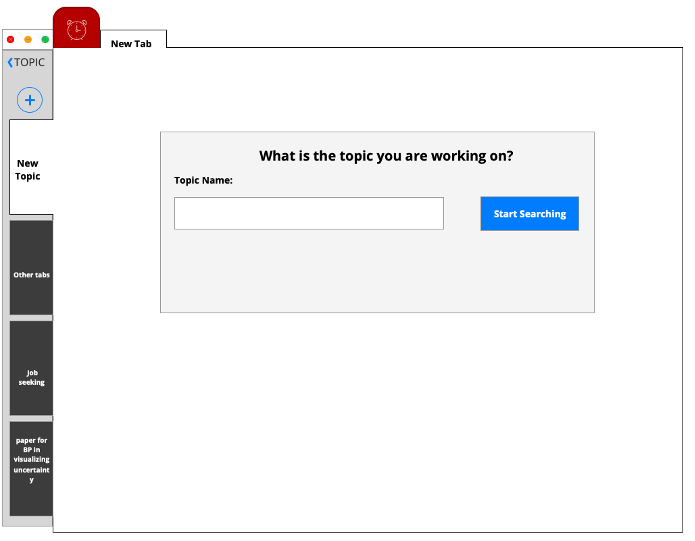 New Tab
TOPIC
New
Topic
What is the topic you are working on?
Topic Name:
Start Searching
Other tabs
Job
seeking
paper for
BP in
visualizing
uncertaint
y